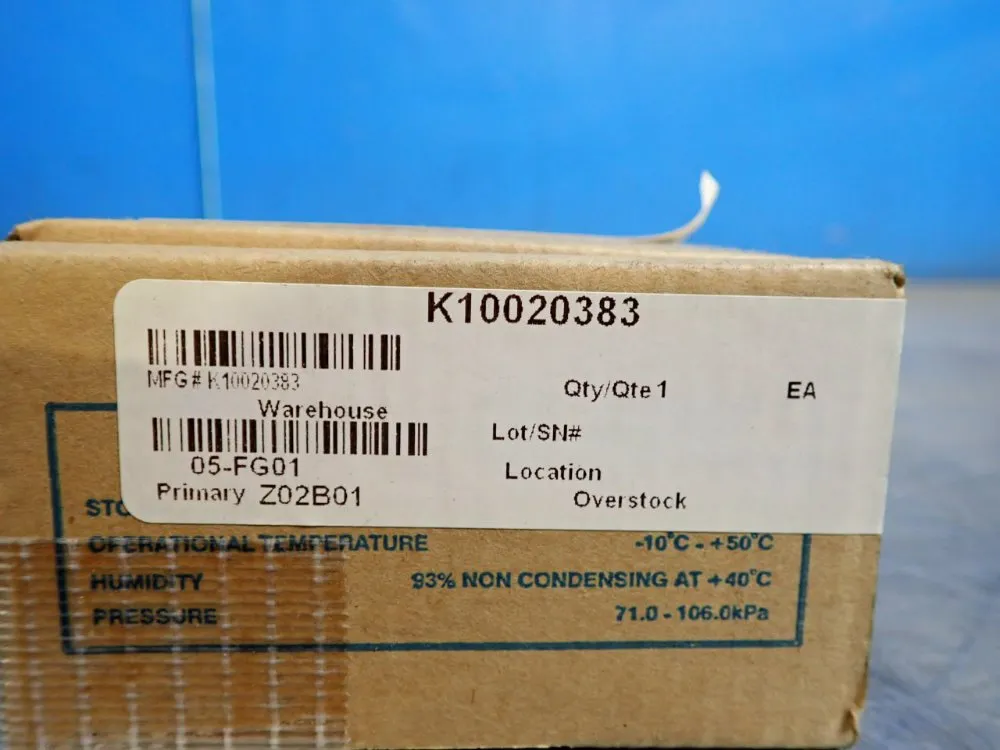 K10020383
MFG# K10020383
Qty/Qte 1 EA
Warehouse
Lot/SN#
05-FG01
Location
Primary Z02B01
Overstock
OPERATIONAL TEMPERATURE -10°C - +50°C
HUMIDITY 93% NON CONDENSING AT +40°C
PRESSURE 71.0 - 106.0kPa